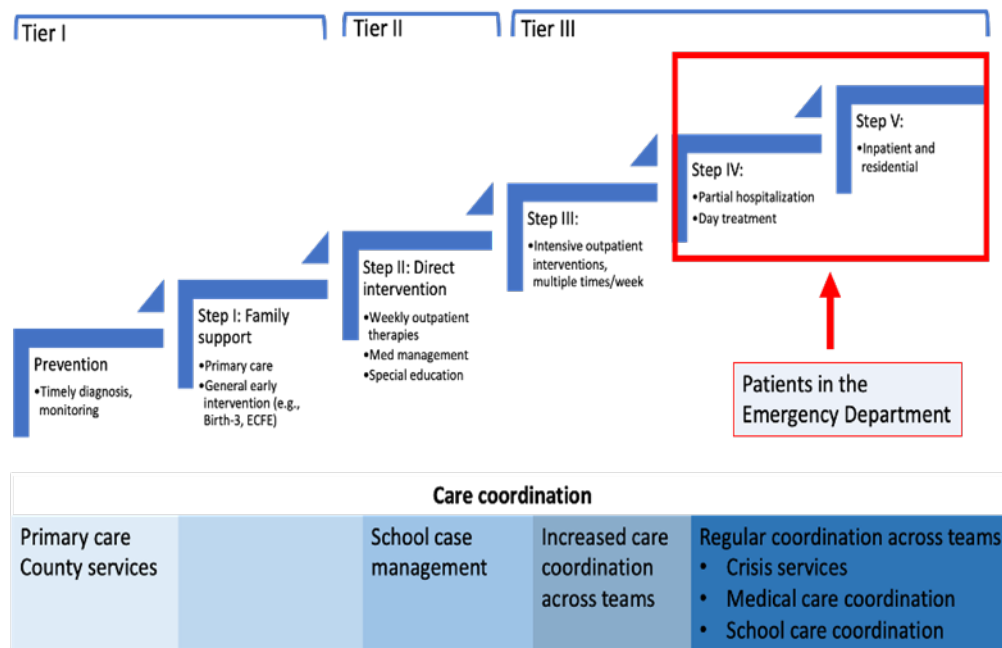 Tier I
Tier II
Tier III
Prevention
•Timely diagnosis,
monitoring
Step I: Family
support
•Primary care
•General early
intervention (e.g.,
Birth-3, ECFE)
Step II: Direct
intervention
•Weekly outpatient
therapies
•Med management
•Special education
Step III:
•Intensive outpatient
interventions,
multiple times/week
Step IV:
•Partial hospitalization
•Day treatment
Step V:
•Inpatient and
residential
Patients in the
Emergency Department
Care coordination
Primary care
County services
School case
management
Increased care
coordination
across teams
Regular coordination across teams
• Crisis services
• Medical care coordination
• School care coordination